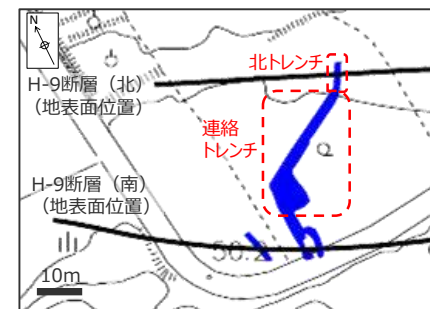 N
北トレンチ
H-9断層（北）
（地表面位置）
連絡
トレンチ
H-9断層（南）
（地表面位置）
50.2
10m